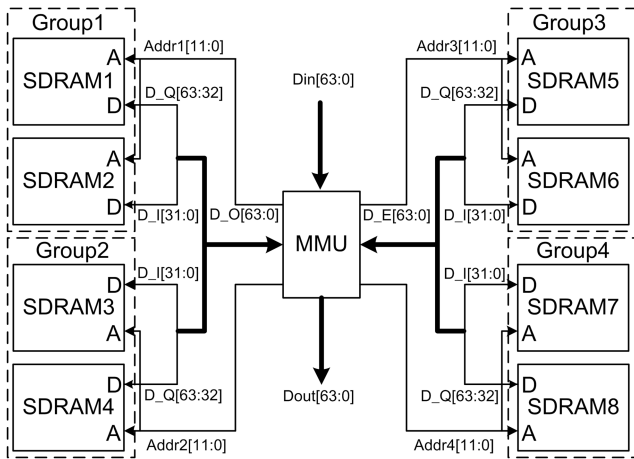 Group1
Group3
SDRAM1
A
D
Addr1[11:0]
D_Q[63:32]
Din[63:0]
Addr3[11:0]
D_Q[63:32]
A
D
SDRAM5
SDRAM2
A
D
D_I[31:0]
D_O[63:0]
D_E[63:0]
D_I[31:0]
A
D
SDRAM6
MMU
Group2
Group4
SDRAM3
D
A
D_I[31:0]
D_I[31:0]
D
A
SDRAM7
SDRAM4
D
A
D_Q[63:32]
Addr2[11:0]
Dout[63:0]
D_Q[63:32]
Addr4[11:0]
D
A
SDRAM8